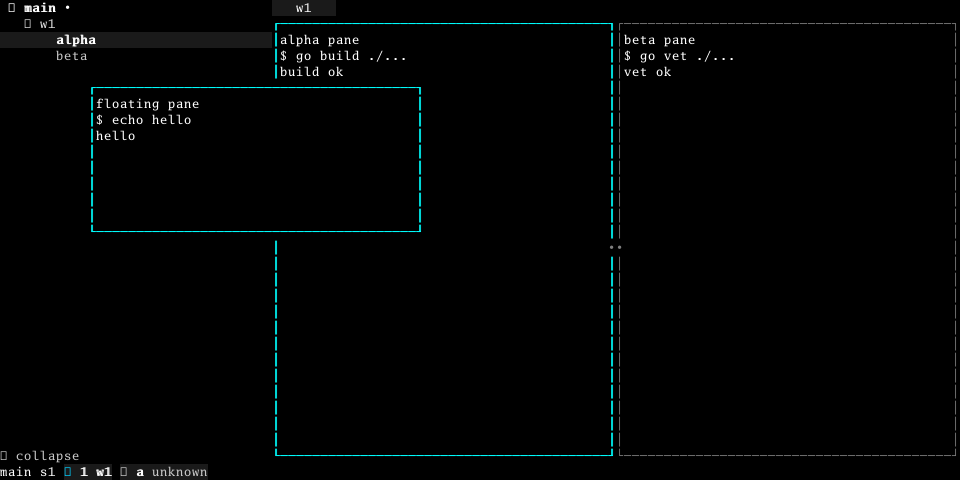 main •
w1
alpha
beta
w1
alpha pane
$ go build ./...
build ok
beta pane
$ go vet ./...
vet ok
floating pane
$ echo hello
hello
collapse
main s1 1 w1 a unknown